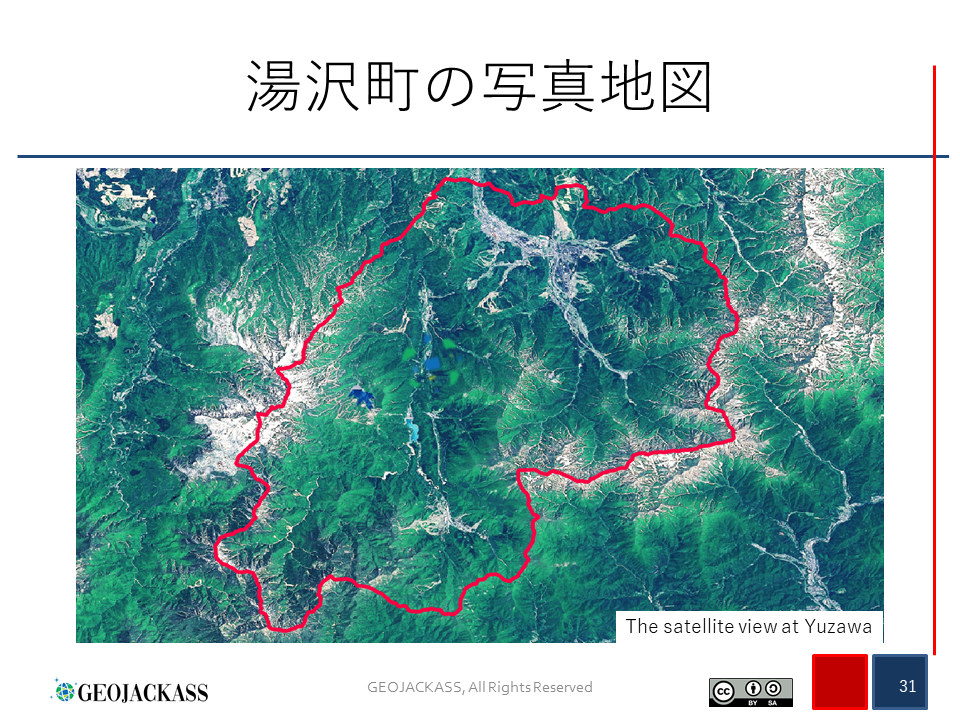 湯沢町の写真地図
The satellite view at Yuzawa
GEOJACKASS
GEOJACKASS, All Rights Reserved
cc
BY SA
31